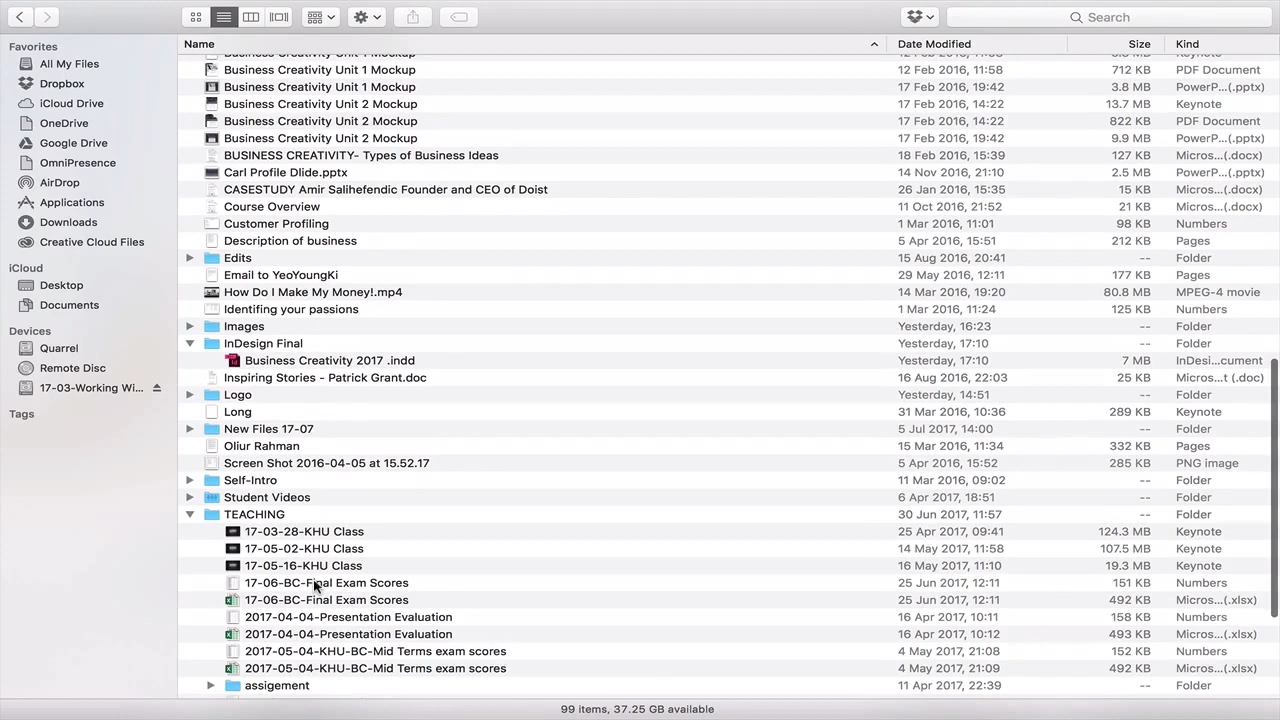 Search
Favorites
All My Files
Dropbox
iCloud Drive
OneDrive
Google Drive
OmniPresence
AirDrop
Applications
Downloads
Creative Cloud Files
iCloud
Desktop
Documents
Devices
Quarrel
Remote Disc
17-03-Working Wi...
Tags
Name Date Modified Size Kind
Business Creativity Unit 1 Mockup 12 Feb 2016, 11:58 712 KB PDF Document
Business Creativity Unit 1 Mockup 17 Feb 2016, 19:42 3.8 MB PowerP...(.pptx)
Business Creativity Unit 2 Mockup 17 Feb 2016, 14:22 13.7 MB Keynote
Business Creativity Unit 2 Mockup 17 Feb 2016, 14:22 822 KB PDF Document
Business Creativity Unit 2 Mockup 17 Feb 2016, 19:42 9.9 MB PowerP...(.pptx)
BUSINESS CREATIVITY- Types of Business Ideas 18 Feb 2016, 15:39 127 KB Micros...(.docx)
Carl Profile Dlide.pptx 14 Nov 2016, 21:10 2.5 MB PowerP...(.pptx)
CASESTUDY Amir Salihefendic Founder and CEO of Doist 26 Jan 2016, 15:35 15 KB Micros...(.docx)
Course Overview 11 Oct 2016, 21:52 21 KB Micros...(.docx)
Customer Profiling 1 Mar 2016, 11:01 98 KB Numbers
Description of business 5 Apr 2016, 15:51 212 KB Pages
Edits 15 Aug 2016, 20:41 -- Folder
Email to YeoYoungKi 29 May 2016, 12:11 177 KB Pages
How Do I Make My Money!.mp4 14 Mar 2016, 19:20 80.8 MB MPEG-4 movie
Identifing your passions 1 Mar 2016, 11:24 125 KB Numbers
Images Yesterday, 16:23 -- Folder
InDesign Final Yesterday, 17:10 -- Folder
Business Creativity 2017 .indd Yesterday, 17:10 7 MB InDesi...cument
Inspiring Stories - Patrick Grant.doc 16 Aug 2016, 22:03 25 KB Micros...t (.doc)
Logo Yesterday, 14:51 -- Folder
Long 31 Mar 2016, 10:36 289 KB Keynote
New Files 17-07 5 Jul 2017, 14:00 -- Folder
Oliur Rahman 15 Mar 2016, 11:34 332 KB Pages
Screen Shot 2016-04-05 at 15.52.17 5 Apr 2016, 15:52 285 KB PNG image
Self-Intro 11 Mar 2016, 09:02 -- Folder
Student Videos 6 Apr 2017, 18:51 -- Folder
TEACHING 30 Jun 2017, 11:57 -- Folder
17-03-28-KHU Class 25 Apr 2017, 09:41 124.3 MB Keynote
17-05-02-KHU Class 14 May 2017, 11:58 107.5 MB Keynote
17-05-16-KHU Class 16 May 2017, 11:10 19.3 MB Keynote
17-06-BC-Final Exam Scores 25 Jun 2017, 12:11 151 KB Numbers
17-06-BC-Final Exam Scores 25 Jun 2017, 12:11 492 KB Micros...(.xlsx)
2017-04-04-Presentation Evaluation 16 Apr 2017, 10:11 158 KB Numbers
2017-04-04-Presentation Evaluation 16 Apr 2017, 10:12 493 KB Micros...(.xlsx)
2017-05-04-KHU-BC-Mid Terms exam scores 4 May 2017, 21:08 152 KB Numbers
2017-05-04-KHU-BC-Mid Terms exam scores 4 May 2017, 21:09 492 KB Micros...(.xlsx)
assigement 11 Apr 2017, 22:39 -- Folder
99 items, 37.25 GB available